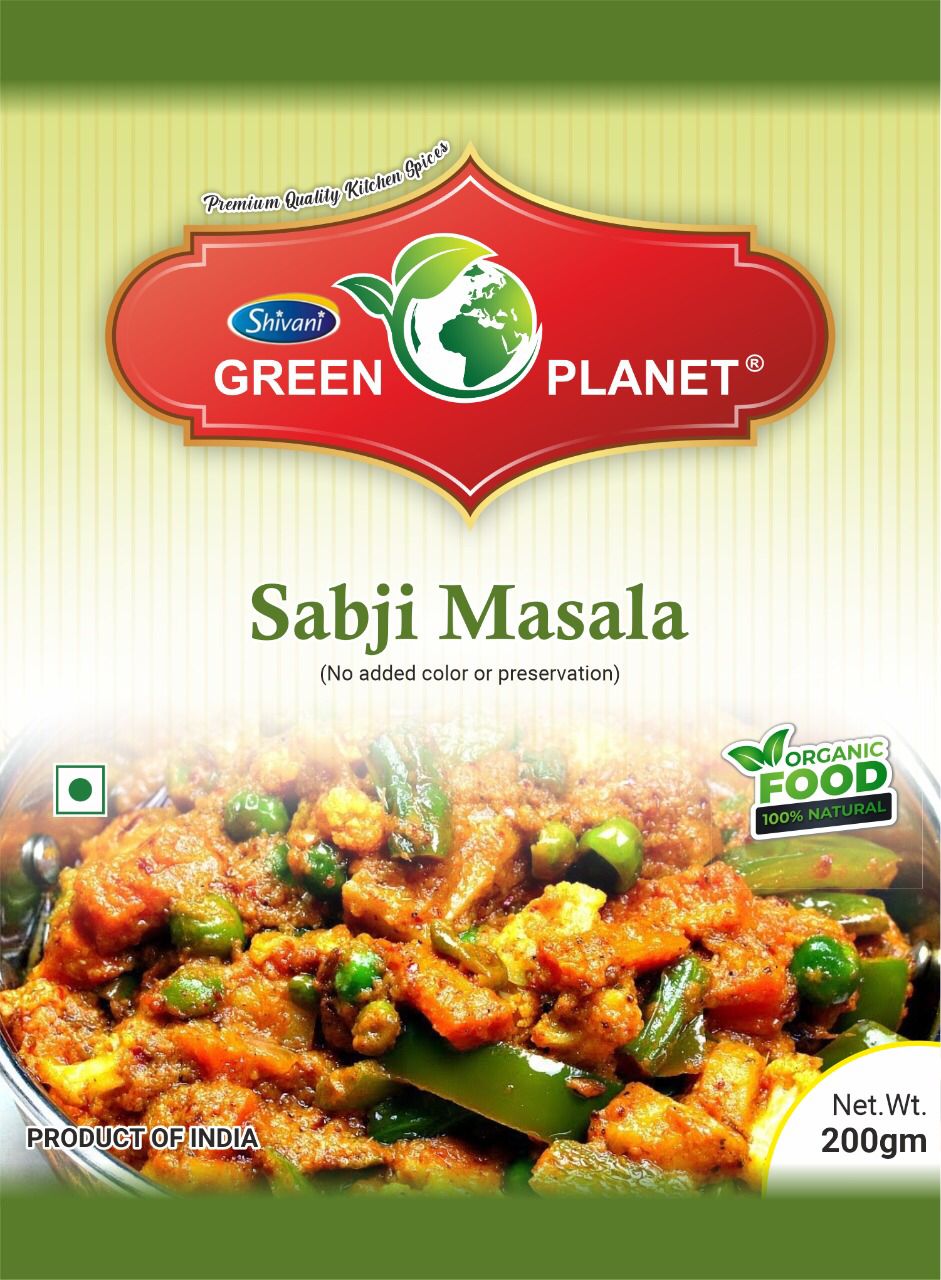 Premium Quality Kitchen Spices
Shivani
GREEN PLANET®
Sabji Masala
(No added color or preservation)
ORGANIC
FOOD
100% NATURAL
PRODUCT OF INDIA
Net.Wt.
200gm